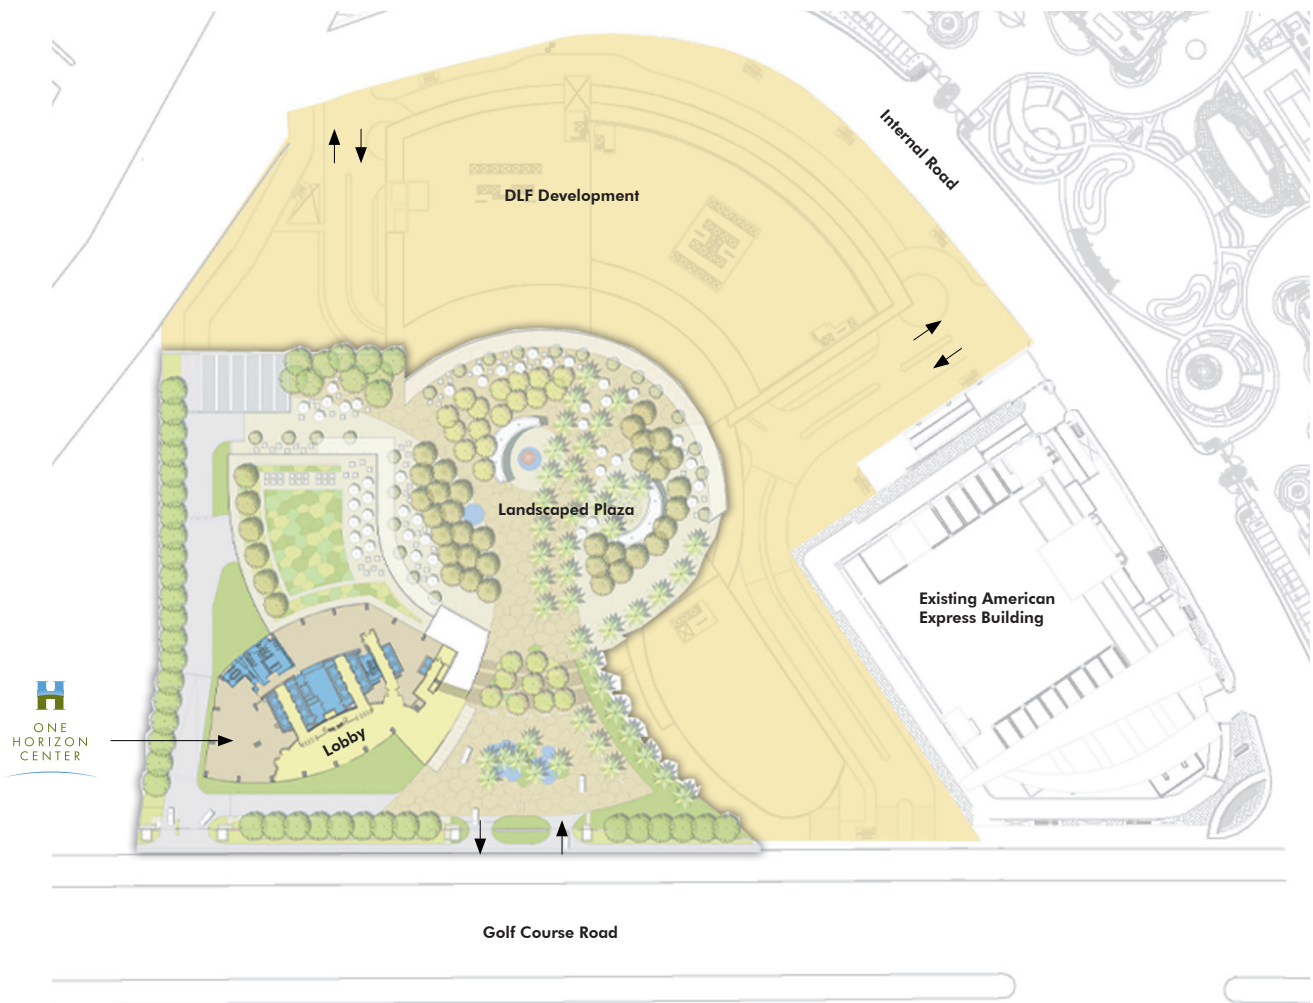 Internal Road
DLF Development
Landscaped Plaza
Existing American
Express Building
ONE
HORIZON
CENTER
Lobby
Golf Course Road